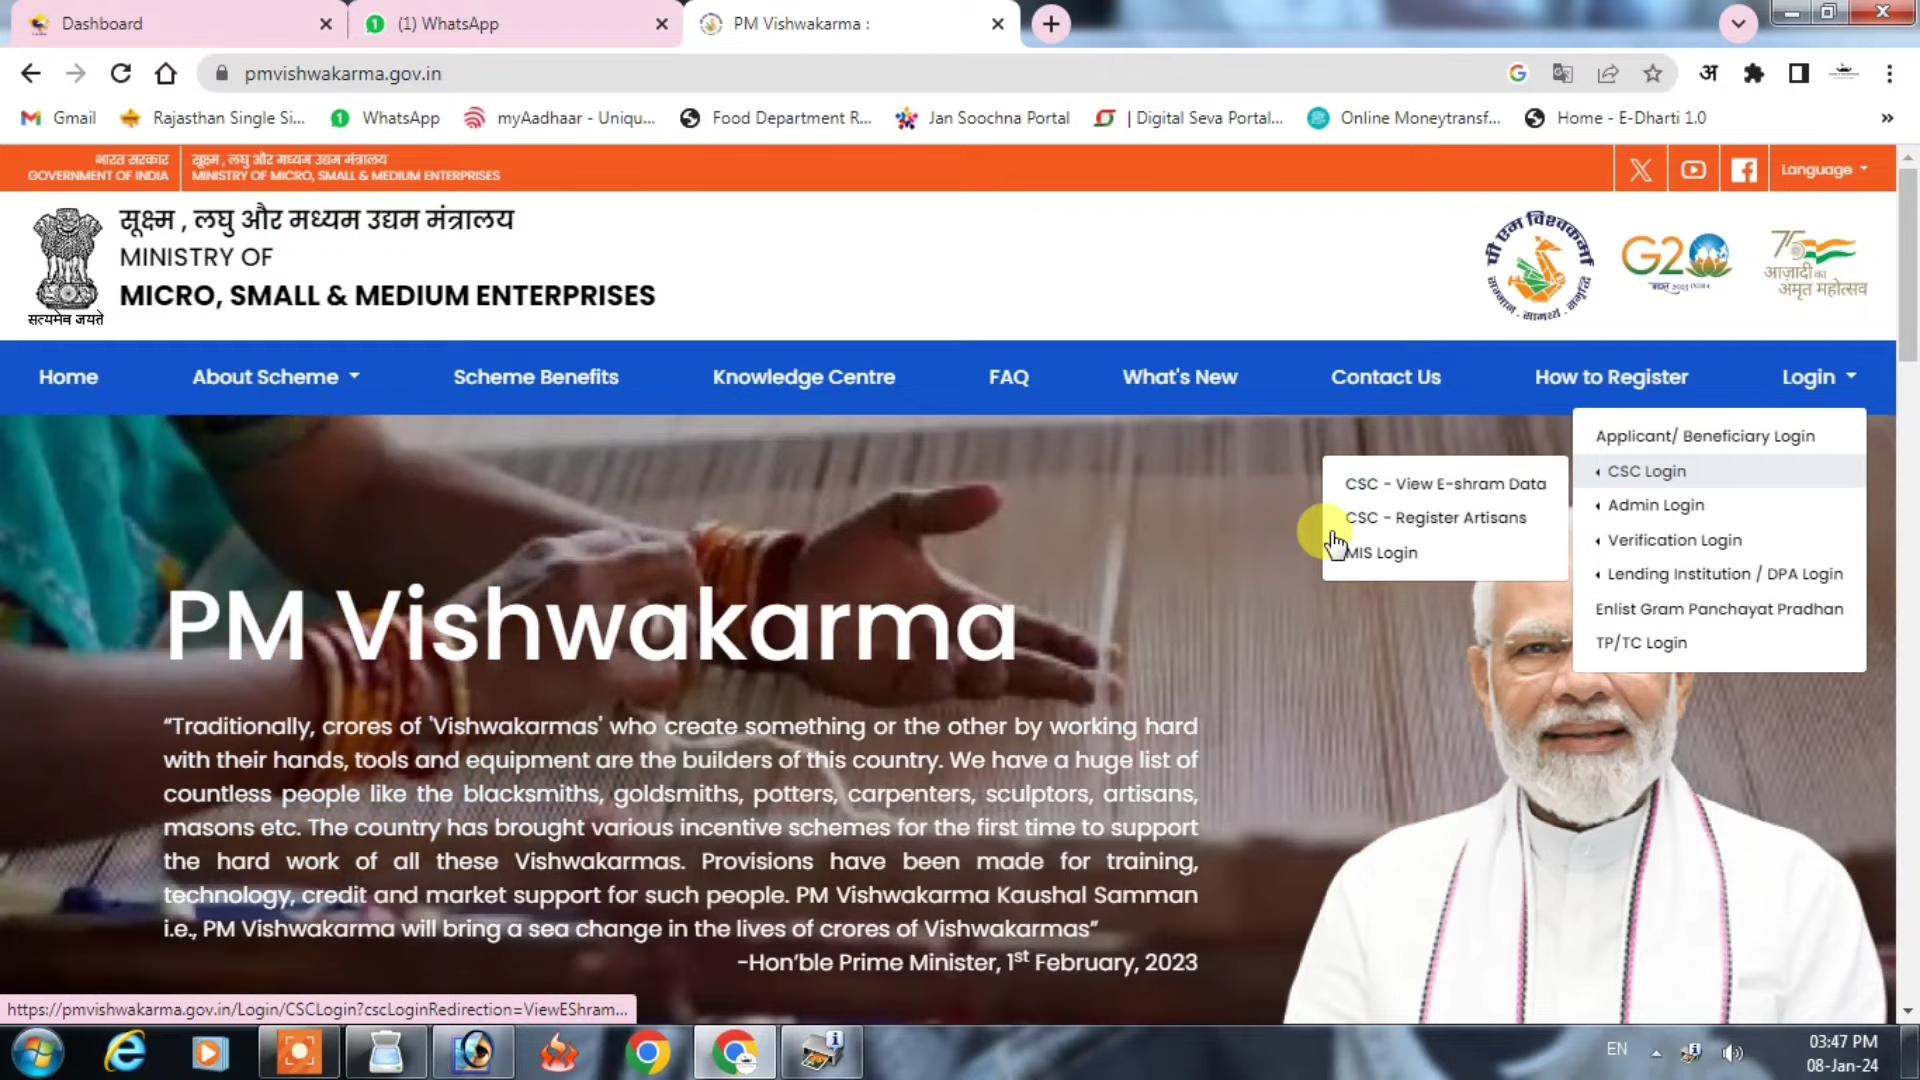 Dashboard
(1) WhatsApp
PM Vishwakarma :
pmvishwakarma.gov.in
अ
Gmail
Rajasthan Single Si...
WhatsApp
myAadhaar - Uniqu...
Food Department R...
Jan Soochna Portal
| Digital Seva Portal...
Online Moneytransf...
Home - E-Dharti 1.0
»
भारत सरकार
GOVERNMENT OF INDIA
सूक्ष्म , लघु और मध्यम उद्यम मंत्रालय
MINISTRY OF MICRO, SMALL & MEDIUM ENTERPRISES
Language
सूक्ष्म , लघु और मध्यम उद्यम मंत्रालय
MINISTRY OF
MICRO, SMALL & MEDIUM ENTERPRISES
सत्यमेव जयते
पी एम विश्वकर्मा
सम्मान . सामर्थ्य . समृद्धि
G20
भारत 2023 INDIA
75
आज़ादी का
अमृत महोत्सव
Home
About Scheme
Scheme Benefits
Knowledge Centre
FAQ
What's New
Contact Us
How to Register
Login
Applicant/ Beneficiary Login
CSC Login
Admin Login
Verification Login
Lending Institution / DPA Login
Enlist Gram Panchayat Pradhan
TP/TC Login
CSC - View E-shram Data
CSC - Register Artisans
MIS Login
PM Vishwakarma
“Traditionally, crores of 'Vishwakarmas' who create something or the other by working hard
with their hands, tools and equipment are the builders of this country. We have a huge list of
countless people like the blacksmiths, goldsmiths, potters, carpenters, sculptors, artisans,
masons etc. The country has brought various incentive schemes for the first time to support
the hard work of all these Vishwakarmas. Provisions have been made for training,
technology, credit and market support for such people. PM Vishwakarma Kaushal Samman
i.e., PM Vishwakarma will bring a sea change in the lives of crores of Vishwakarmas”
-Hon’ble Prime Minister, 1st February, 2023
https://pmvishwakarma.gov.in/Login/CSCLogin?cscLoginRedirection=ViewEShram...
EN
03:47 PM
08-Jan-24